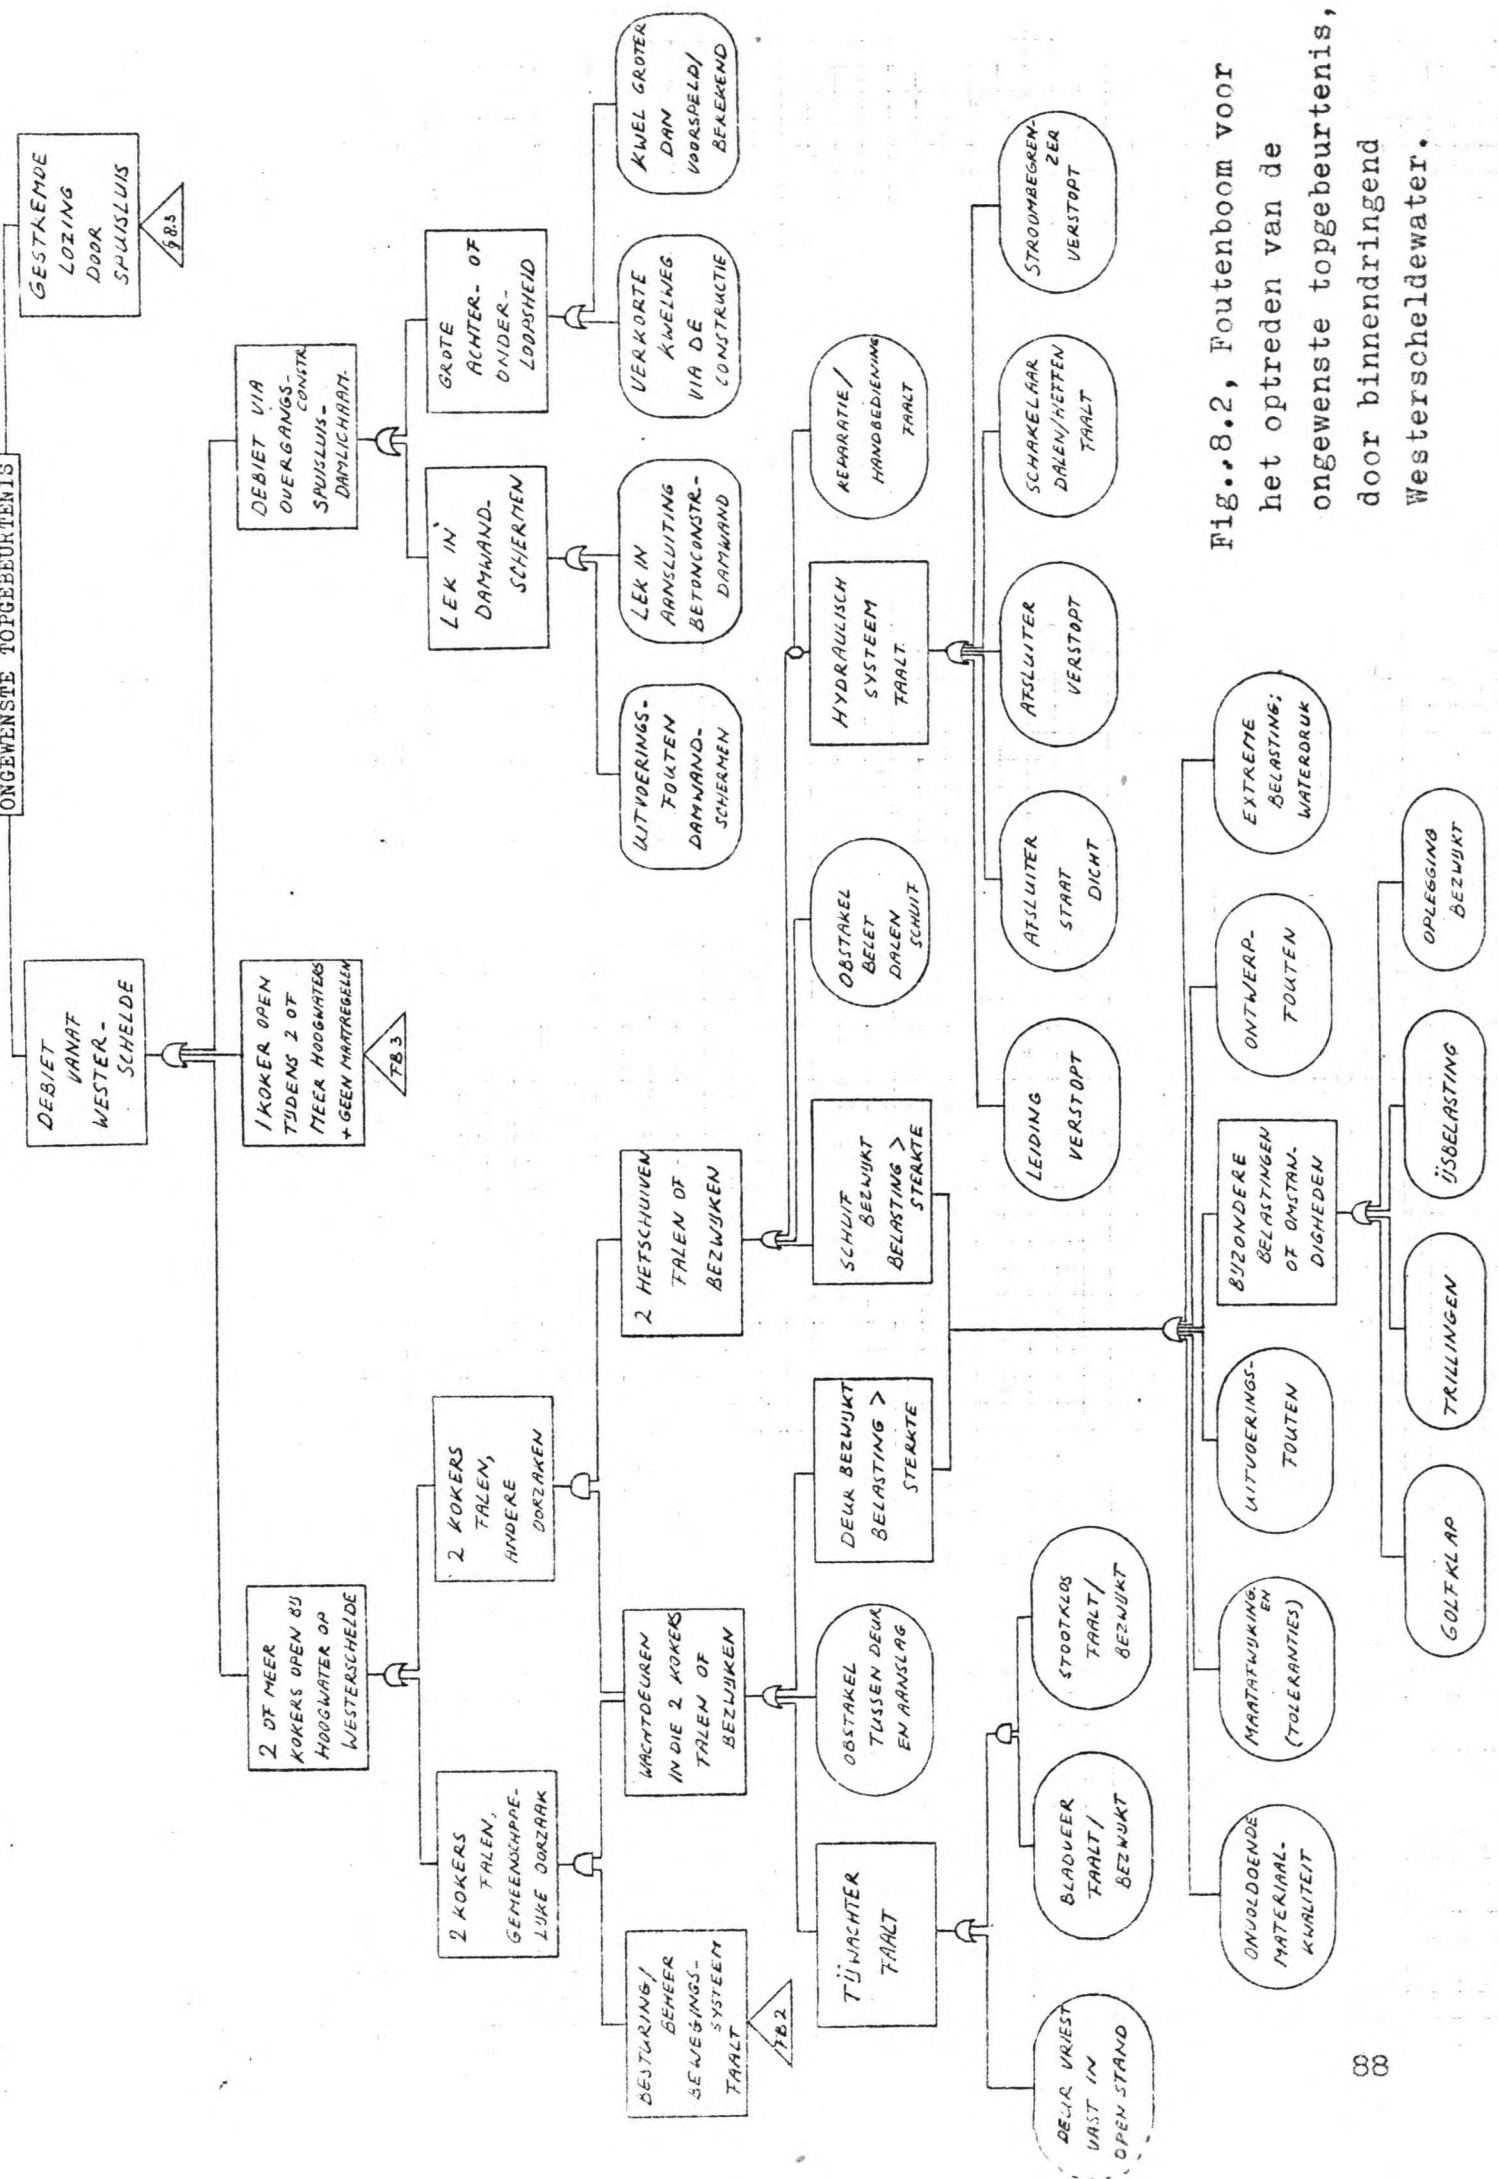 ONGEWENSTE TOPGEBEURTENIS
DEBIET
VANAF
WESTER-
SCHELDE
GESTREMDE
LOZING
DOOR
SPUISLUIS
§8.3
2 OF MEER
KOKERS OPEN BIJ
HOOGWATER OP
WESTERSCHELDE
1 KOKER OPEN
TIJDENS 2 OF
MEER HOOGWATERS
+ GEEN MAATREGELEN
FB3
DEBIET VIA
OVERGANGS-
CONSTR.
SPUISLUIS-
DAMLICHAAM.
2 KOKERS
FALEN,
GEMEENSCHAPPE-
LIJKE OORZAAK
2 KOKERS
FALEN,
ANDERE
OORZAKEN
LEK IN
DAMWAND-
SCHERMEN
GROTE
ACHTER- OF
ONDER-
LOOPSHEID
BESTURING/
BEHEER
BEWEGINGS-
SYSTEEM
FAALT
FB2
WACHTDEUREN
IN DIE 2 KOKERS
FALEN OF
BEZWIJKEN
2 HEFSCHUIVEN
FALEN OF
BEZWIJKEN
UITVOERINGS-
FOUTEN
DAMWAND-
SCHERMEN
LEK IN
AANSLUITING
BETONCONSTR-
DAMWAND
VERKORTE
KWELWEG
VIA DE
CONSTRUCTIE
KWEL GROTER
DAN
VOORSPELD/
BEREKEND
TIJWACHTER
FAALT
OBSTAKEL
TUSSEN DEUR
EN AANSLAG
DEUR BEZWIJKT
BELASTING >
STERKTE
SCHUIF
BEZWIJKT
BELASTING >
STERKTE
OBSTAKEL
BELET
DALEN
SCHUIF
HYDRAULISCH
SYSTEEM
FAALT
REPARATIE/
HANDBEDIENING
FAALT
DEUR VRIEST
VAST IN
OPEN STAND
BLADVEER
FAALT/
BEZWIJKT
STOOTKLOS
FAALT/
BEZWIJKT
LEIDING
VERSTOPT
AFSLUITER
STAAT
DICHT
AFSLUITER
VERSTOPT
SCHAKELAAR
DALEN/HEFFEN
FAALT
STROOMBEGREN-
ZER
VERSTOPT
ONVOLDOENDE
MATERIAAL-
KWALITEIT
MAATAFWIJKING
EN
(TOLERANTIES)
UITVOERINGS-
FOUTEN
BIJZONDERE
BELASTINGEN
OF OMSTAN-
DIGHEDEN
ONTWERP-
FOUTEN
EXTREME
BELASTING;
WATERDRUK
GOLFKLAP
TRILLINGEN
IJSBELASTING
OPLEGGING
BEZWIJKT
Fig..8.2, Foutenboom voor
het optreden van de
ongewenste topgebeurtenis,
door binnendringend
Westerscheldewater.
88